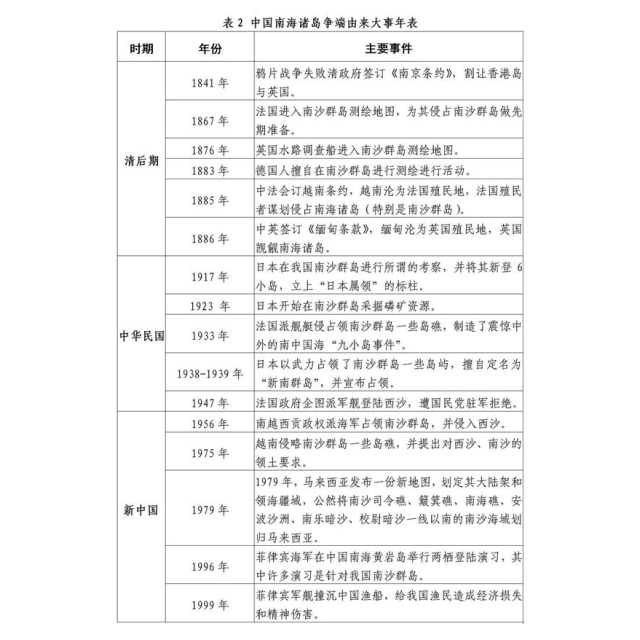 表 2 中国南海诸岛争端由来大事年表
时期 年份 主要事件
清后期
1841 年
鸦片战争失败清政府签订《南京条约》，割让香港岛
与英国。
1867 年
法国进入南沙群岛测绘地图，为其侵占南沙群岛做先
期准备。
1876 年
英国水路调查船进入南沙群岛测绘地图。
1883 年
德国人擅自在南沙群岛进行测绘进行活动。
1885 年
中法会订越南条约，越南沦为法国殖民地，法国殖民
者谋划侵占南海诸岛（特别是南沙群岛）。
1886 年
中英签订《缅甸条款》，缅甸沦为英国殖民地，英国
觊觎南海诸岛。
中华民国
1917 年
日本在我国南沙群岛进行所谓的考察，并将其新登 6
小岛，立上“日本属领”的标柱。
1923 年
日本开始在南沙群岛采掘磷矿资源。
1933 年
法国派舰艇侵占领南沙群岛一些岛礁，制造了震惊中
外的南中国海“九小岛事件”。
1938-1939 年
日本以武力占领了南沙群岛一些岛屿，擅自定名为
“新南群岛”，并宣布占领。
1947 年
法国政府企图派军舰登陆西沙，遭国民党驻军拒绝。
新中国
1956 年
南越西贡政权派海军占领南沙群岛，并侵入西沙。
1975 年
越南侵略南沙群岛一些岛礁，并提出对西沙、南沙的
领土要求。
1979 年
1979 年，马来西亚发布一份新地图，划定其大陆架和
领海疆域，公然将南沙司令礁、簸箕礁、南海礁、安
波沙洲、南乐暗沙、校尉暗沙一线以南的南沙海域划
归马来西亚。
1996 年
菲律宾海军在中国南海黄岩岛举行两栖登陆演习，其
中许多演习是针对我国南沙群岛。
1999 年
菲律宾军舰撞沉中国渔船，给我国渔民造成经济损失
和精神伤害。